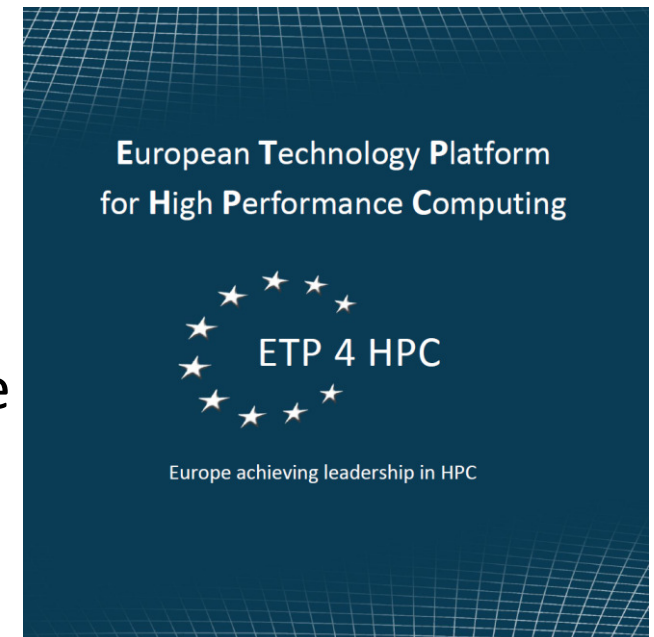 European Technology Platform
for High Performance Computing
ETP 4 HPC
e
Europe achieving leadership in HPC